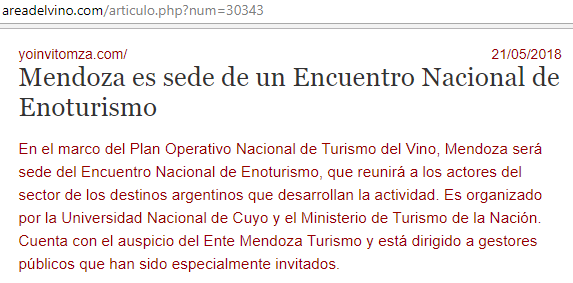 areadelvino.com/articulo.php?num=30343
yoinvitomza.com/ 21/05/2018
Mendoza es sede de un Encuentro Nacional de
Enoturismo
En el marco del Plan Operativo Nacional de Turismo del Vino, Mendoza será
sede del Encuentro Nacional de Enoturismo, que reunirá a los actores del
sector de los destinos argentinos que desarrollan la actividad. Es organizado
por la Universidad Nacional de Cuyo y el Ministerio de Turismo de la Nación.
Cuenta con el auspicio del Ente Mendoza Turismo y está dirigido a gestores
públicos que han sido especialmente invitados.